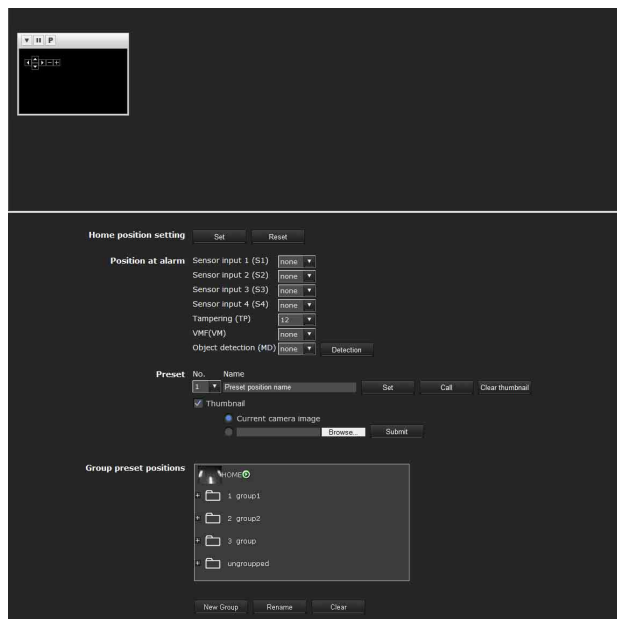 P
Home position setting Set Reset
Position at alarm Sensor input 1 (S1) none
Sensor input 2 (S2) none
Sensor input 3 (S3) none
Sensor input 4 (S4) none
Tampering (TP) 12
VMF(VM) none
Object detection (MD) none Detection
Preset No. Name
1 Preset position name Set Call Clear thumbnail
Thumbnail
Current camera image
Browse... Submit
Group preset positions
HOME
1 group1
2 group2
3 group
ungroupped
New Group Rename Clear